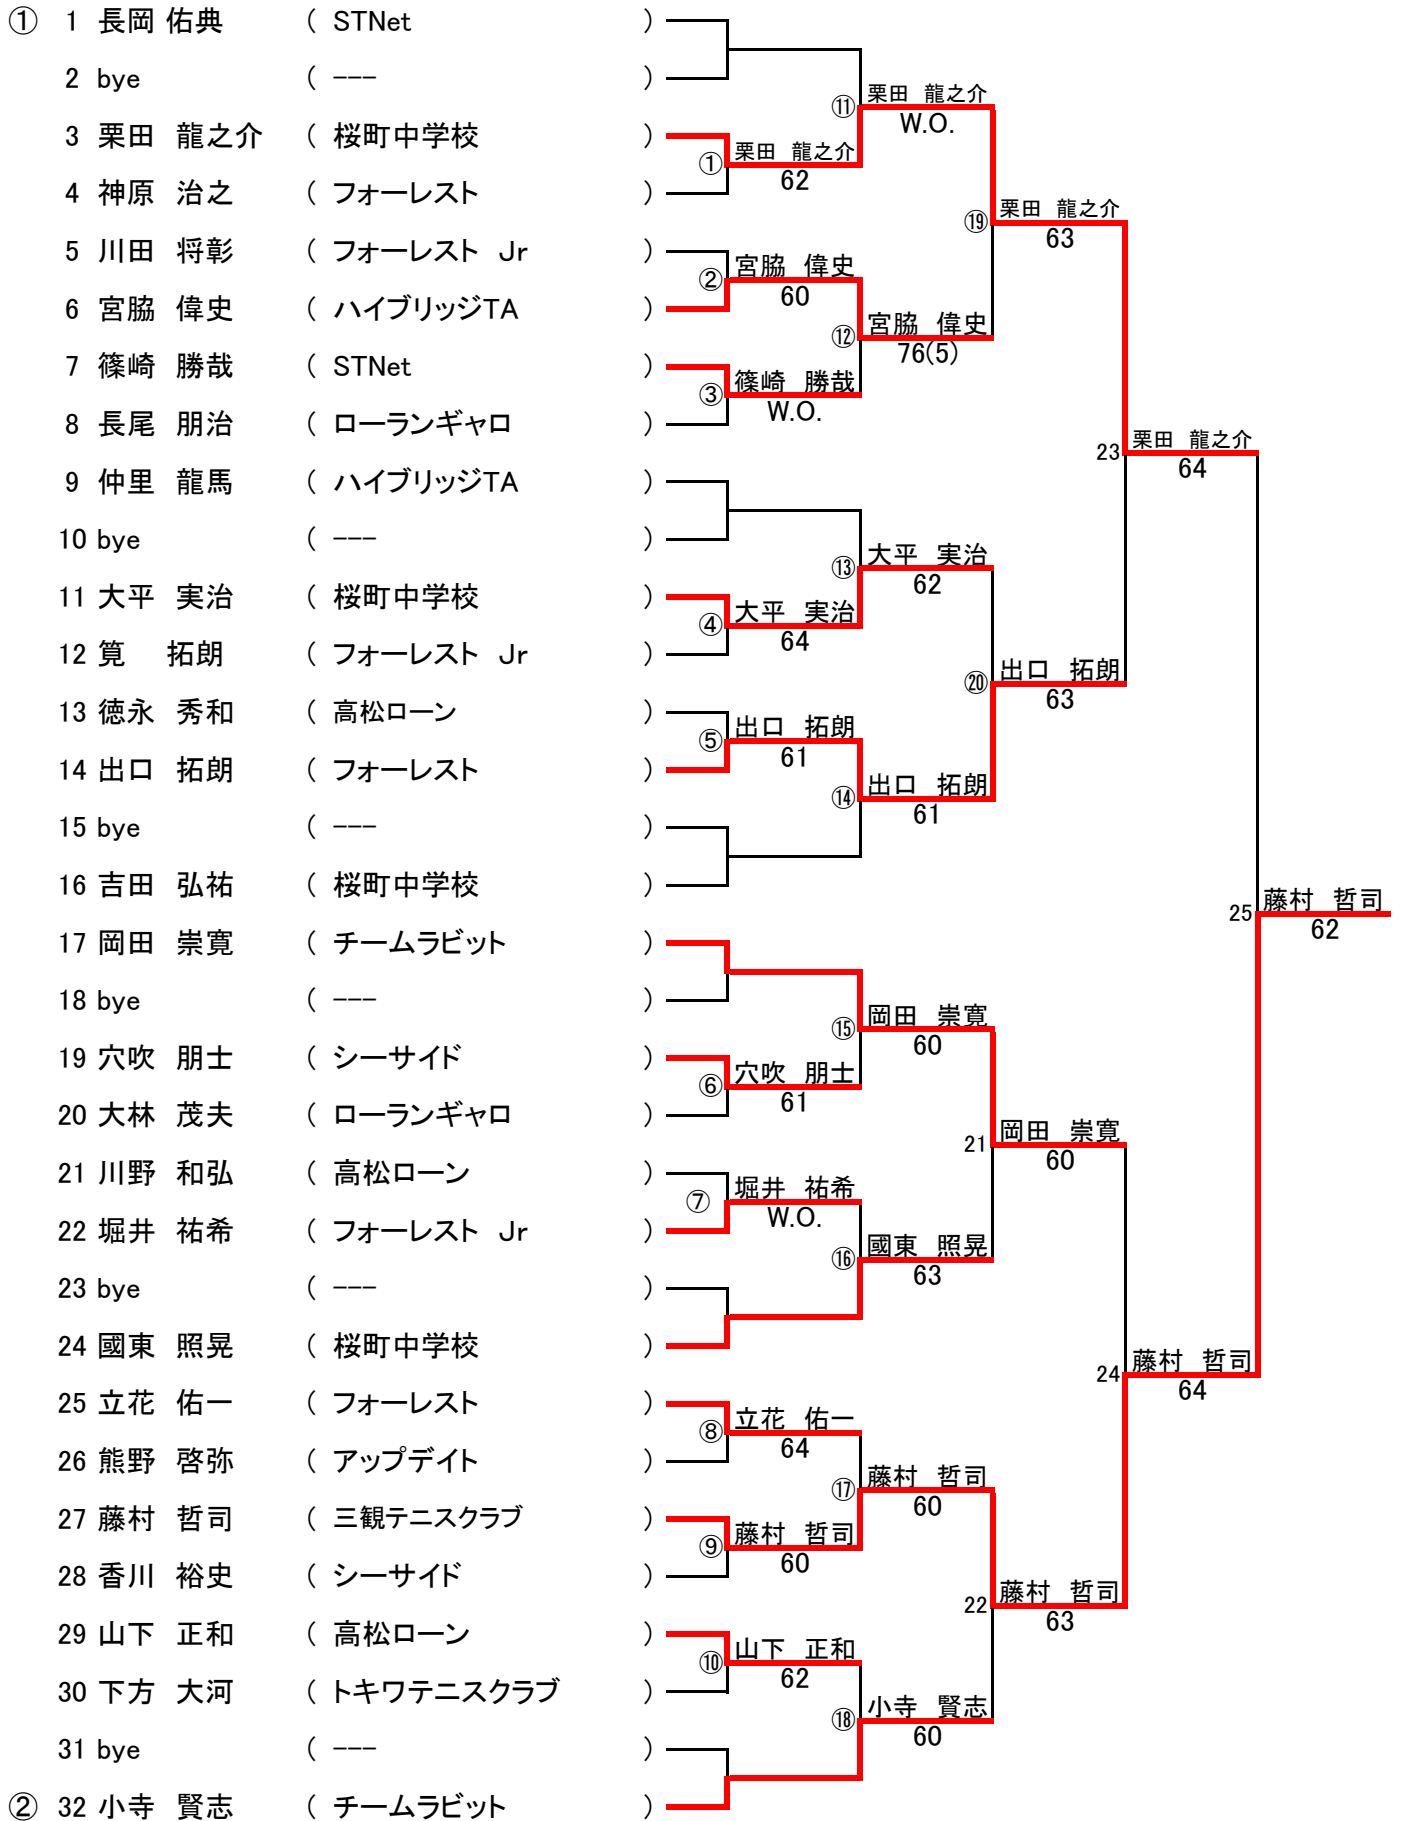 ① 1 長岡 佑典 ( STNet )
2 bye ( --- )
栗田 龍之介
⑪
W.O.
3 栗田 龍之介 ( 桜町中学校 )
栗田 龍之介
①
62
4 神原 治之 ( フォーレスト )
栗田 龍之介
⑲
63
5 川田 将彰 ( フォーレスト Jr )
宮脇 偉史
②
60
6 宮脇 偉史 ( ハイブリッジTA )
宮脇 偉史
⑫
76(5)
7 篠崎 勝哉 ( STNet )
篠崎 勝哉
③
W.O.
8 長尾 朋治 ( ローランギャロ )
栗田 龍之介
23
64
9 仲里 龍馬 ( ハイブリッジTA )
10 bye ( --- )
大平 実治
⑬
62
11 大平 実治 ( 桜町中学校 )
大平 実治
④
64
12 筧 拓朗 ( フォーレスト Jr )
出口 拓朗
⑳
63
13 徳永 秀和 ( 高松ローン )
出口 拓朗
⑤
61
14 出口 拓朗 ( フォーレスト )
出口 拓朗
⑭
61
15 bye ( --- )
16 吉田 弘祐 ( 桜町中学校 )
藤村 哲司
25
62
17 岡田 崇寛 ( チームラビット )
18 bye ( --- )
岡田 崇寛
⑮
60
19 穴吹 朋士 ( シーサイド )
穴吹 朋士
⑥
61
20 大林 茂夫 ( ローランギャロ )
岡田 崇寛
21
60
21 川野 和弘 ( 高松ローン )
堀井 祐希
⑦
W.O.
22 堀井 祐希 ( フォーレスト Jr )
國東 照晃
⑯
63
23 bye ( --- )
24 國東 照晃 ( 桜町中学校 )
藤村 哲司
24
64
25 立花 佑一 ( フォーレスト )
立花 佑一
⑧
64
26 熊野 啓弥 ( アップデイト )
藤村 哲司
⑰
60
27 藤村 哲司 ( 三観テニスクラブ )
藤村 哲司
⑨
60
28 香川 裕史 ( シーサイド )
藤村 哲司
22
63
29 山下 正和 ( 高松ローン )
山下 正和
⑩
62
30 下方 大河 ( トキワテニスクラブ )
小寺 賢志
⑱
60
31 bye ( --- )
② 32 小寺 賢志 ( チームラビット )